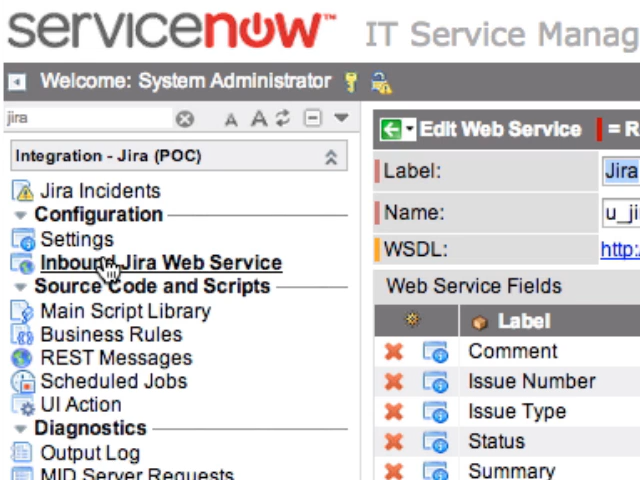 servicenow™ IT Service Manag
Welcome: System Administrator
jira
A A
Integration - Jira (POC)
Jira Incidents
Configuration
Settings
Inbound Jira Web Service
Source Code and Scripts
Main Script Library
Business Rules
REST Messages
Scheduled Jobs
UI Action
Diagnostics
Output Log
MID Server Requests
Edit Web Service = R
Label: Jira
Name: u_ji
WSDL: http:/
Web Service Fields
Label
Comment
Issue Number
Issue Type
Status
Summary